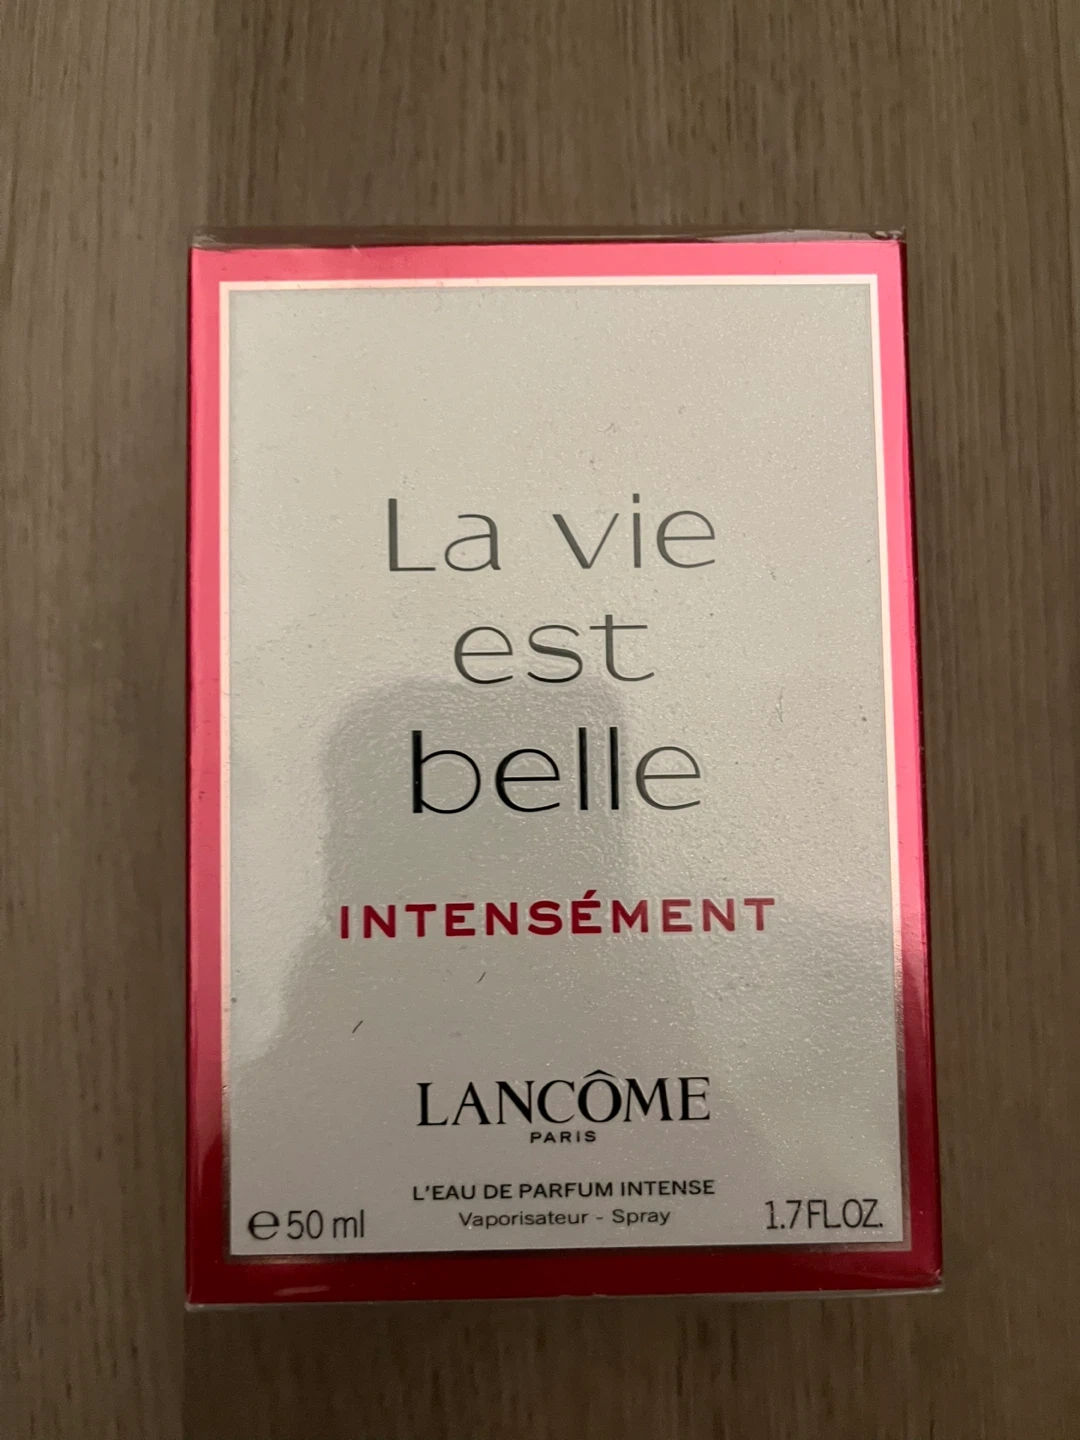 La vie
est
belle
INTENSÉMENT
LANCÔME
PARIS
L'EAU DE PARFUM INTENSE
Vaporisateur - Spray
℮ 50 ml
1.7 FL.OZ.